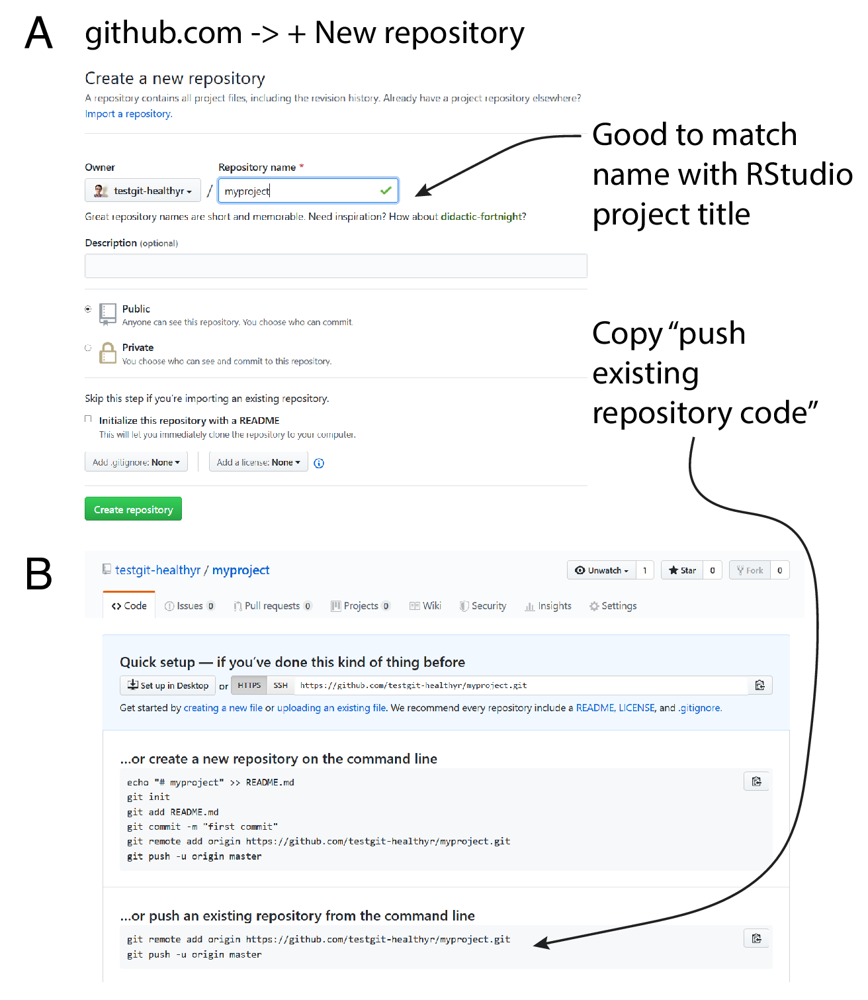 A github.com -> + New repository
Create a new repository
A repository contains all project files, including the revision history. Already have a project repository elsewhere?
Import a repository.
Good to match
name with RStudio
project title
Owner Repository name *
testgit-healthyr / myproject
Great repository names are short and memorable. Need inspiration? How about didactic-fortnight?
Description (optional)
Public
Anyone can see this repository. You choose who can commit.
Private
You choose who can see and commit to this repository.
Copy “push
existing
repository code”
Skip this step if you’re importing an existing repository.
Initialize this repository with a README
This will let you immediately clone the repository to your computer.
Add .gitignore: None Add a license: None
Create repository
B
testgit-healthyr / myproject Unwatch 1 Star 0 Fork 0
<> Code Issues 0 Pull requests 0 Projects 0 Wiki Security Insights Settings
Quick setup — if you’ve done this kind of thing before
Set up in Desktop or HTTPS SSH https://github.com/testgit-healthyr/myproject.git
Get started by creating a new file or uploading an existing file. We recommend every repository include a README, LICENSE, and .gitignore.
...or create a new repository on the command line
echo "# myproject" >> README.md
git init
git add README.md
git commit -m "first commit"
git remote add origin https://github.com/testgit-healthyr/myproject.git
git push -u origin master
...or push an existing repository from the command line
git remote add origin https://github.com/testgit-healthyr/myproject.git
git push -u origin master